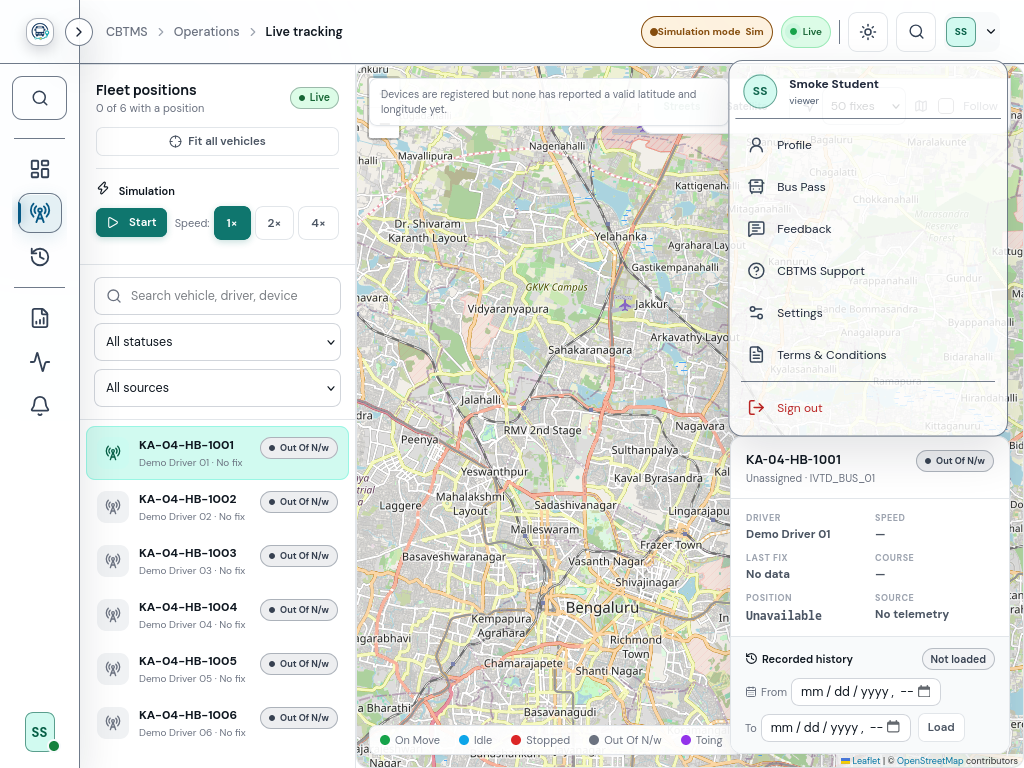 CBTMS
Operations
Live tracking
Simulation mode Sim
Live
SS
Fleet positions
0 of 6 with a position
Live
Fit all vehicles
Simulation
Start
Speed:
1×
2×
4×
Search vehicle, driver, device
All statuses
All sources
KA-04-HB-1001
Demo Driver 01 · No fix
Out Of N/w
KA-04-HB-1002
Demo Driver 02 · No fix
Out Of N/w
KA-04-HB-1003
Demo Driver 03 · No fix
Out Of N/w
KA-04-HB-1004
Demo Driver 04 · No fix
Out Of N/w
KA-04-HB-1005
Demo Driver 05 · No fix
Out Of N/w
KA-04-HB-1006
Demo Driver 06 · No fix
Out Of N/w
SS
Devices are registered but none has reported a valid latitude and
longitude yet.
Streets
50 fixes
Follow
Mavallipura
Nagenahalli
Kattigenahalli
Dr. Shivaram
Karanth Layout
Yelahanka
Agrahara Layout
Gastikempanahalli
GKVK Campus
Jakkur
Vidyaranyapura
Arkavathy Layout
Sahakaranagara
Jalahalli
Peenya
RMV 2nd Stage
Nagavara
Sulthanpalya
Yeswanthpur
Kaval Byrasandra
Mahalakshmi
Layout
Laggere
Sadashivanagar
Lingarajapuram
Malleswaram
Frazer Town
Basaveshwaranagar
Vasanth Nagar
Shivajinagar
Bengaluru
Kempapura
Agrahara
Richmond
Town
Chamarajapete
Shanti Nagar
a Bharathi
Basavanagudi
On Move
Idle
Stopped
Out Of N/w
Toing
SS
Smoke Student
viewer
Profile
Bus Pass
Feedback
CBTMS Support
Settings
Terms & Conditions
Sign out
KA-04-HB-1001
Unassigned · IVTD_BUS_01
Out Of N/w
DRIVER
SPEED
Demo Driver 01
—
LAST FIX
COURSE
No data
—
POSITION
SOURCE
Unavailable
No telemetry
Recorded history
Not loaded
From
mm / dd / yyyy , --
To
mm / dd / yyyy , --
Load
Leaflet | © OpenStreetMap contributors